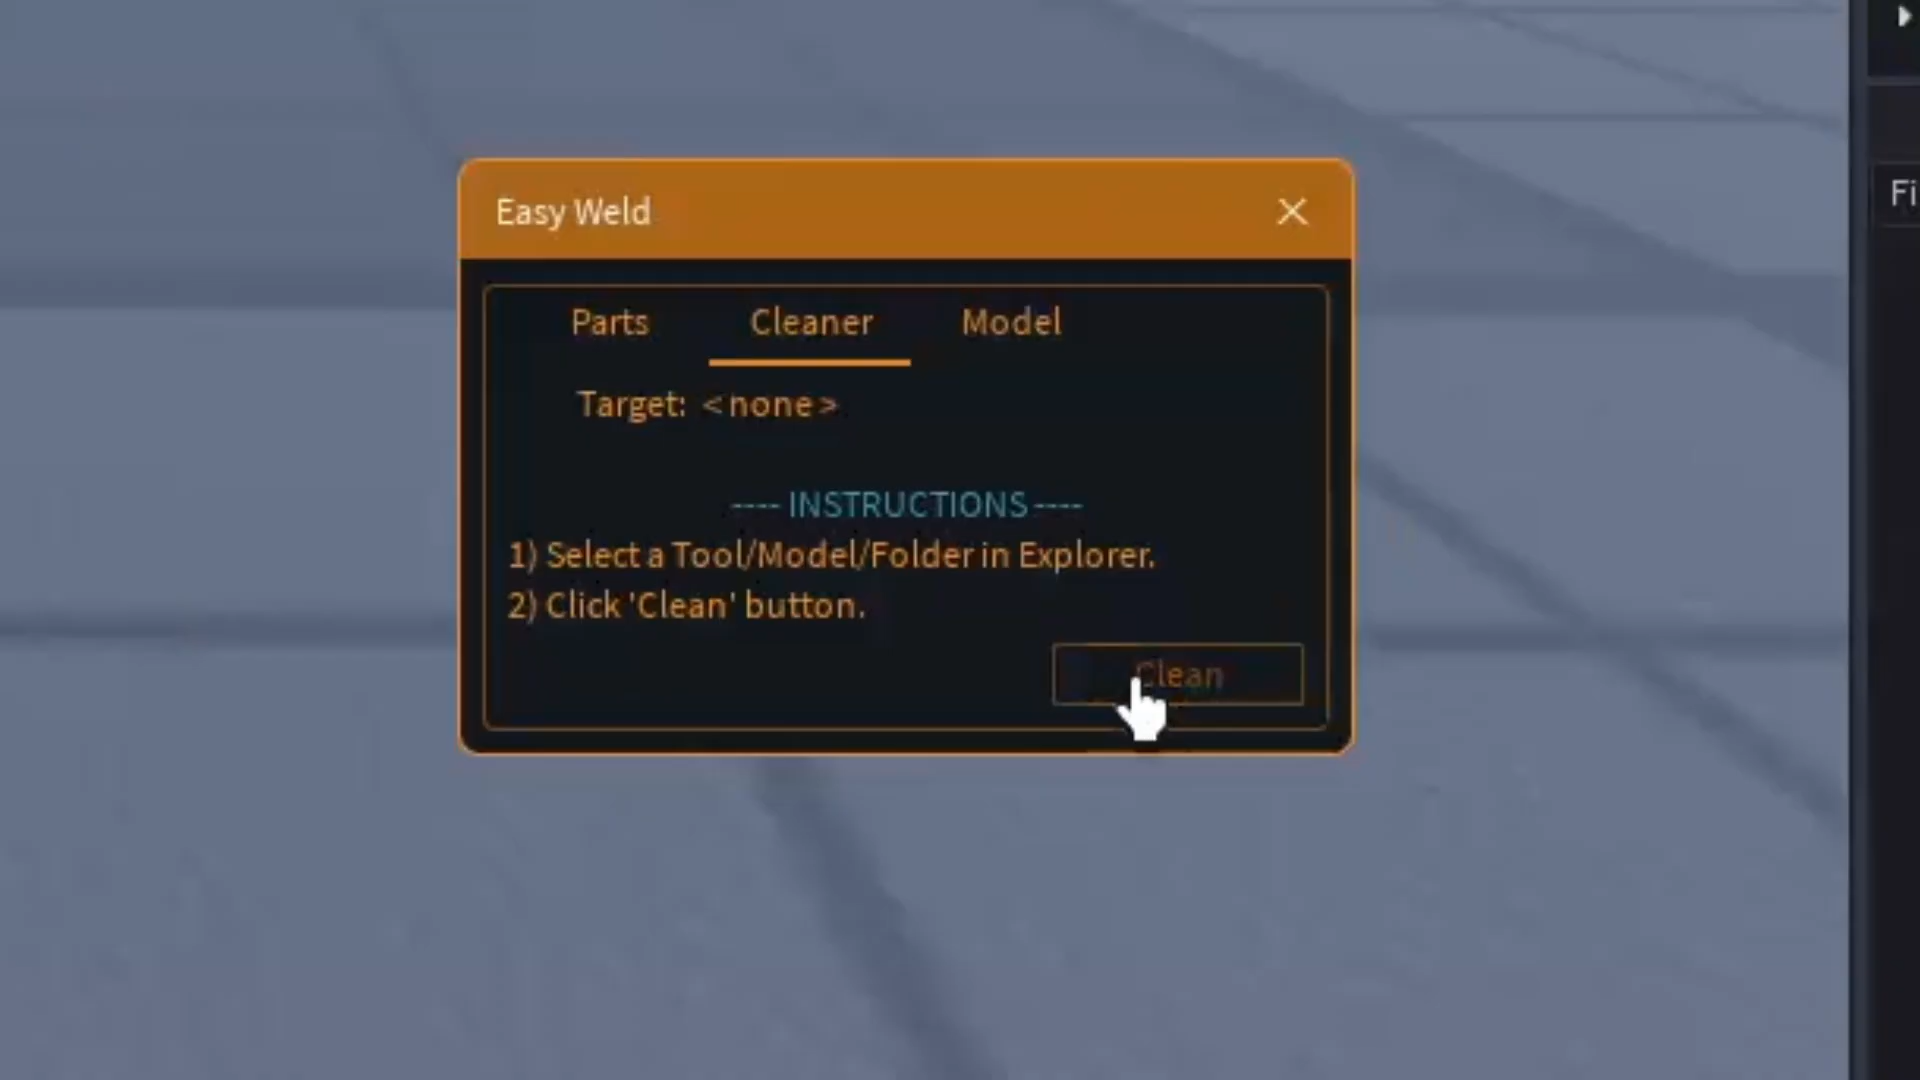 Easy Weld
Parts Cleaner Model
Target: <none>
---- INSTRUCTIONS ----
1) Select a Tool/Model/Folder in Explorer.
2) Click 'Clean' button.
Clean
Fi